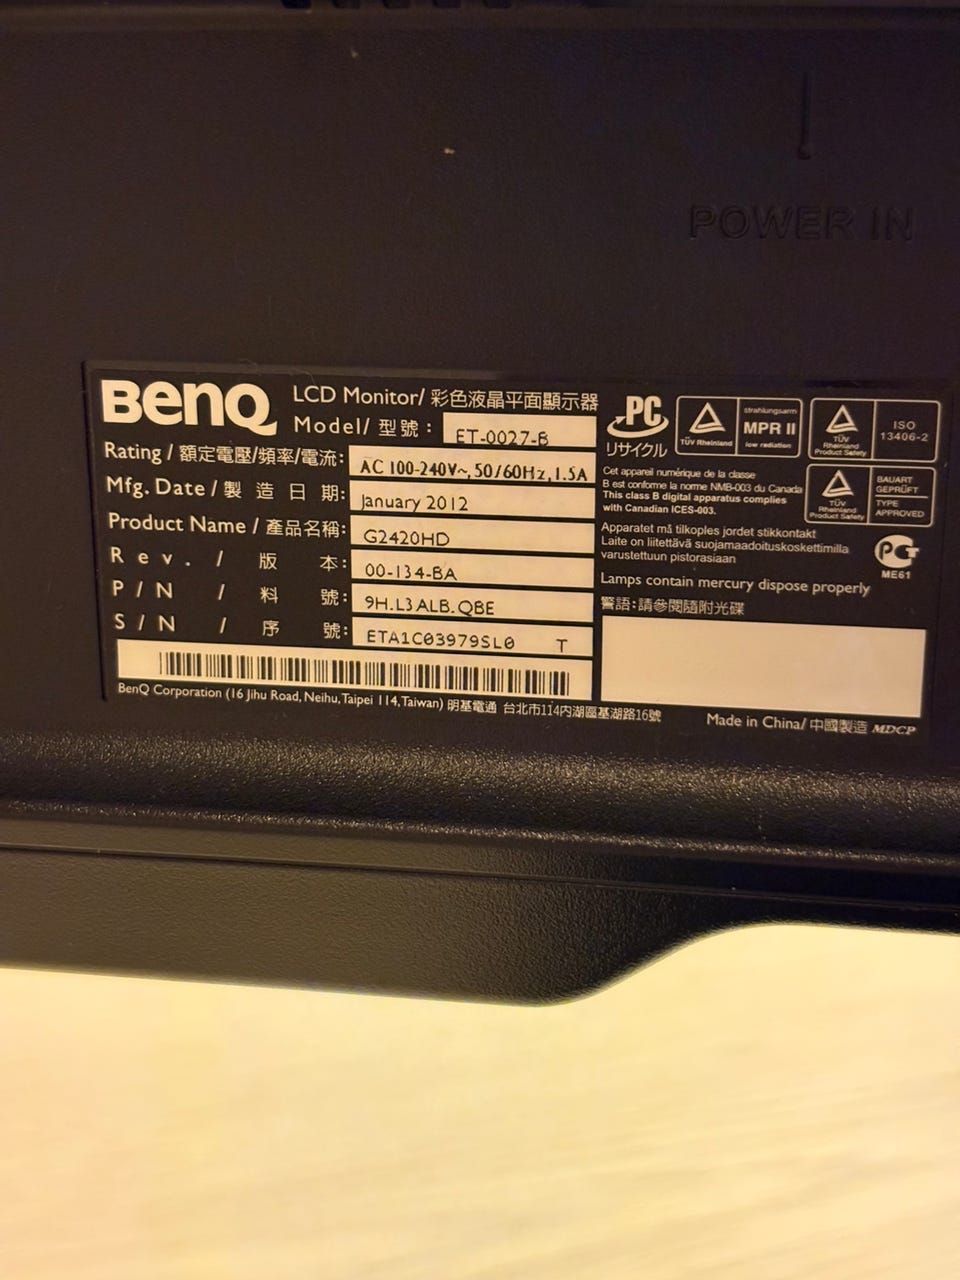 POWER IN
BenQ
LCD Monitor/ 彩色液晶平面顯示器
Model/ 型號： ET-0027-B
Rating / 額定電壓/頻率/電流: AC 100-240V~, 50/60Hz, 1.5A
Mfg. Date / 製 造 日 期: January 2012
Product Name / 產品名稱: G2420HD
Rev. / 版 本: 00-134-BA
P/N / 料 號: 9H.L3ALB.QBE
S/N / 序 號: ETA1C03979SL0 T
BenQ Corporation (16 Jihu Road, Neihu, Taipei 114, Taiwan) 明基電通 台北市114內湖區基湖路16號
PC
リサイクル
TÜV Rheinland
strahlungsarm
MPR II
low radiation
TÜV
Rheinland
Product Safety
ISO
13406-2
Cet appareil numérique de la classe
B est conforme la norme NMB-003 du Canada
This class B digital apparatus complies
with Canadian ICES-003.
TÜV
Rheinland
Product Safety
BAUART
GEPRÜFT
TYPE
APPROVED
Apparatet må tilkoples jordet stikkontakt
Laite on liitettävä suojamaadoituskoskettimilla
varustettuun pistorasiaan
ME61
Lamps contain mercury dispose properly
警語:請參閱隨附光碟
Made in China/ 中國製造 MDCP